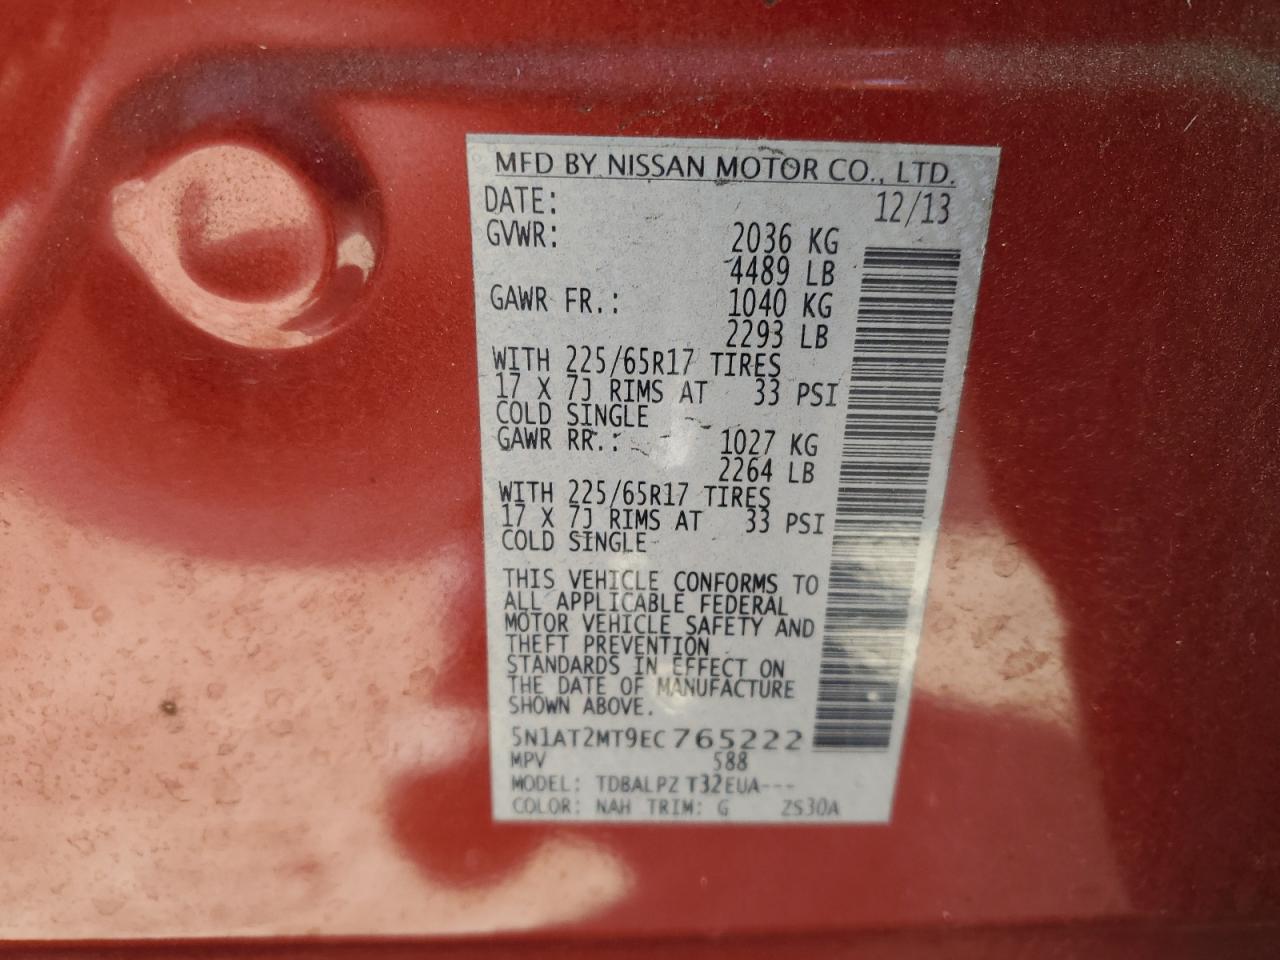 MFD BY NISSAN MOTOR CO., LTD.
DATE: 12/13
GVWR: 2036 KG
4489 LB
GAWR FR.: 1040 KG
2293 LB
WITH 225/65R17 TIRES
17 X 7J RIMS AT 33 PSI
COLD SINGLE
GAWR RR.: 1027 KG
2264 LB
WITH 225/65R17 TIRES
17 X 7J RIMS AT 33 PSI
COLD SINGLE
THIS VEHICLE CONFORMS TO
ALL APPLICABLE FEDERAL
MOTOR VEHICLE SAFETY AND
THEFT PREVENTION
STANDARDS IN EFFECT ON
THE DATE OF MANUFACTURE
SHOWN ABOVE.
5N1AT2MT9EC765222
MPV 588
MODEL: TDBALPZ T32EUA---
COLOR: NAH TRIM: G ZS30A